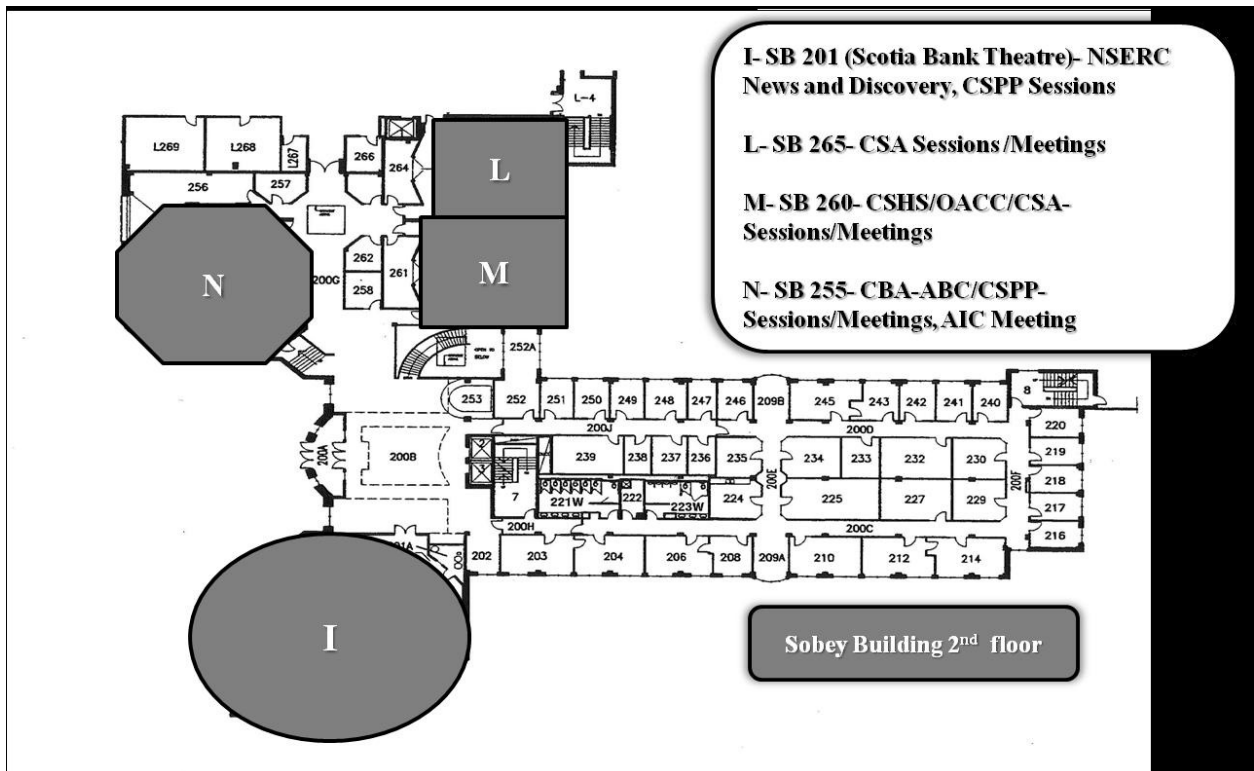 I- SB 201 (Scotia Bank Theatre)- NSERC
News and Discovery, CSPP Sessions
L- SB 265- CSA Sessions /Meetings
M- SB 260- CSHS/OACC/CSA-
Sessions/Meetings
N- SB 255- CBA-ABC/CSPP-
Sessions/Meetings, AIC Meeting
L-4
L269
L268
L267
266
264
L
256
257
N
200G
262
258
261
M
OPEN TO
BELOW
252A
253
252
251
250
249
248
247
246
209B
245
243
242
241
240
8
220
200J
200D
200A
200B
239
238
237
236
235
200E
234
233
232
230
200F
219
218
7
221W
222
223W
224
225
227
229
217
216
200H
200C
202
203
204
206
208
209A
210
212
214
I
Sobey Building 2nd floor